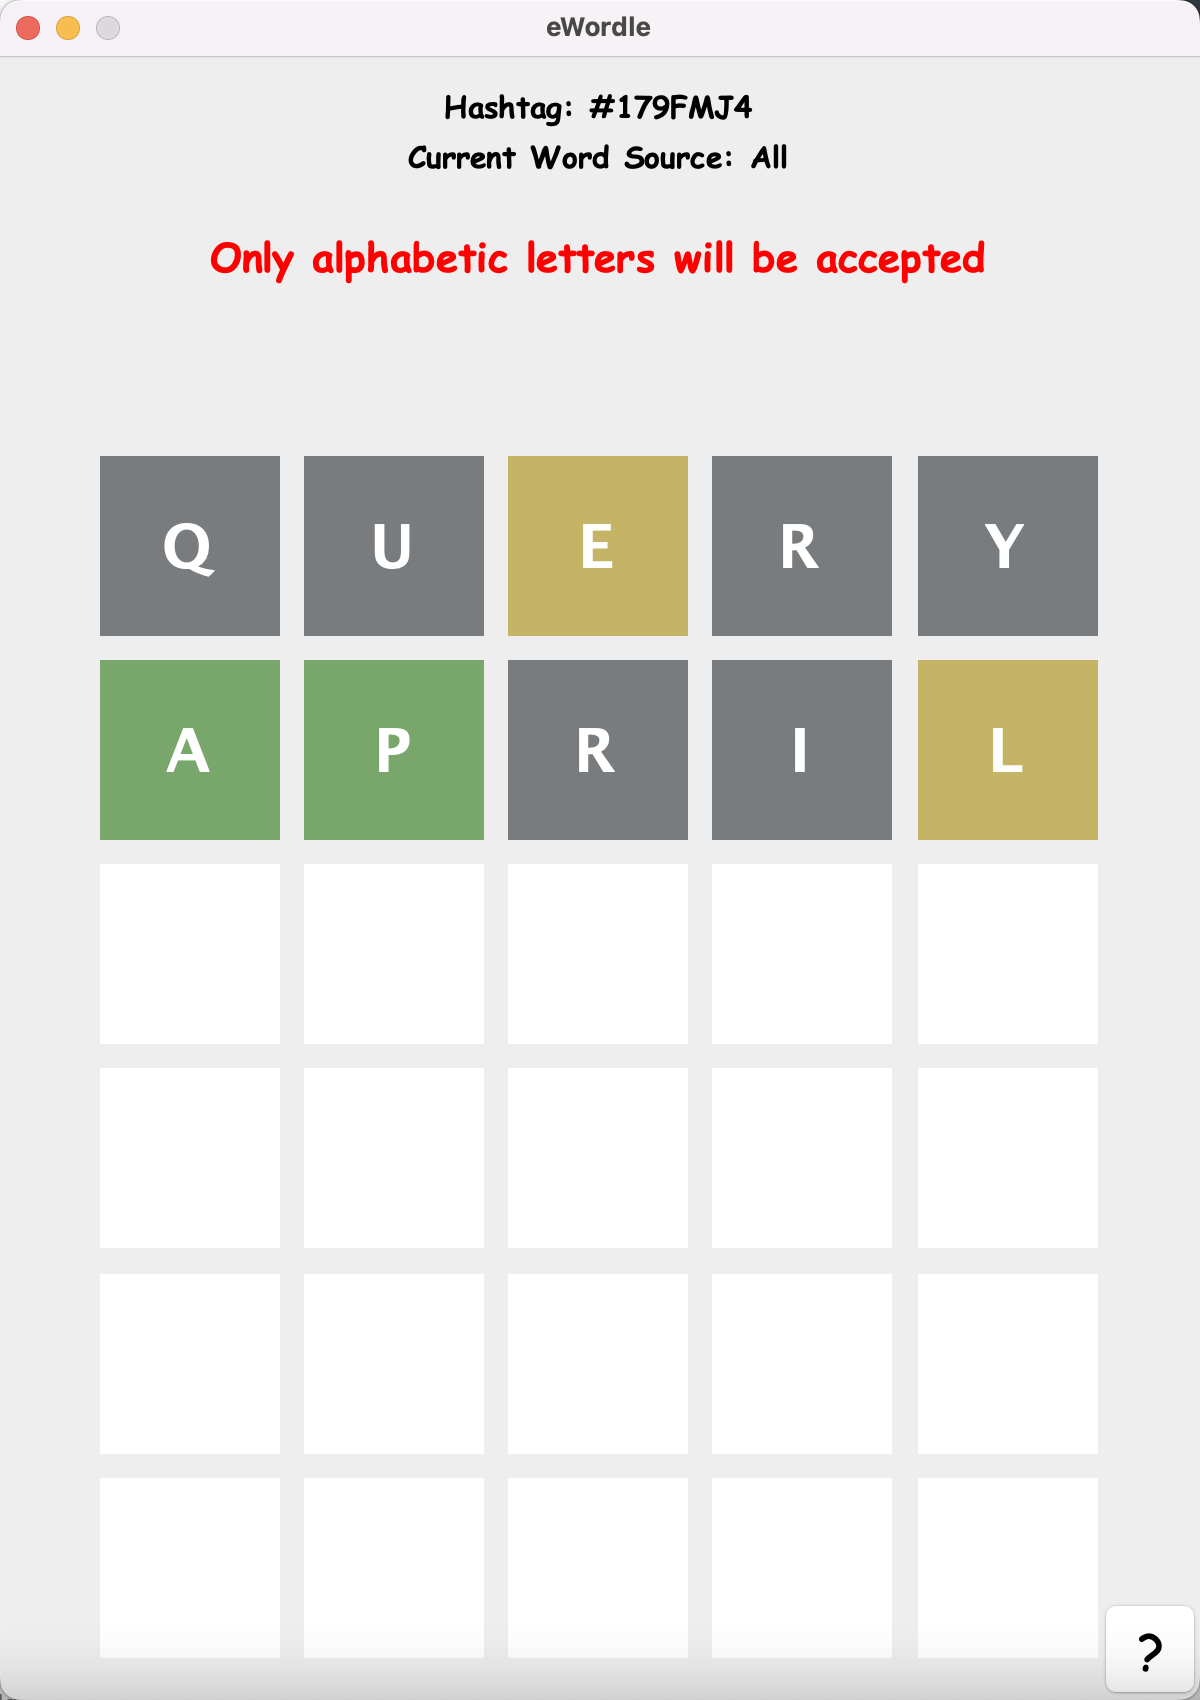 eWordle
Hashtag: #179FMJ4
Current Word Source: All
Only alphabetic letters will be accepted
Q U E R Y
A P R I L
?